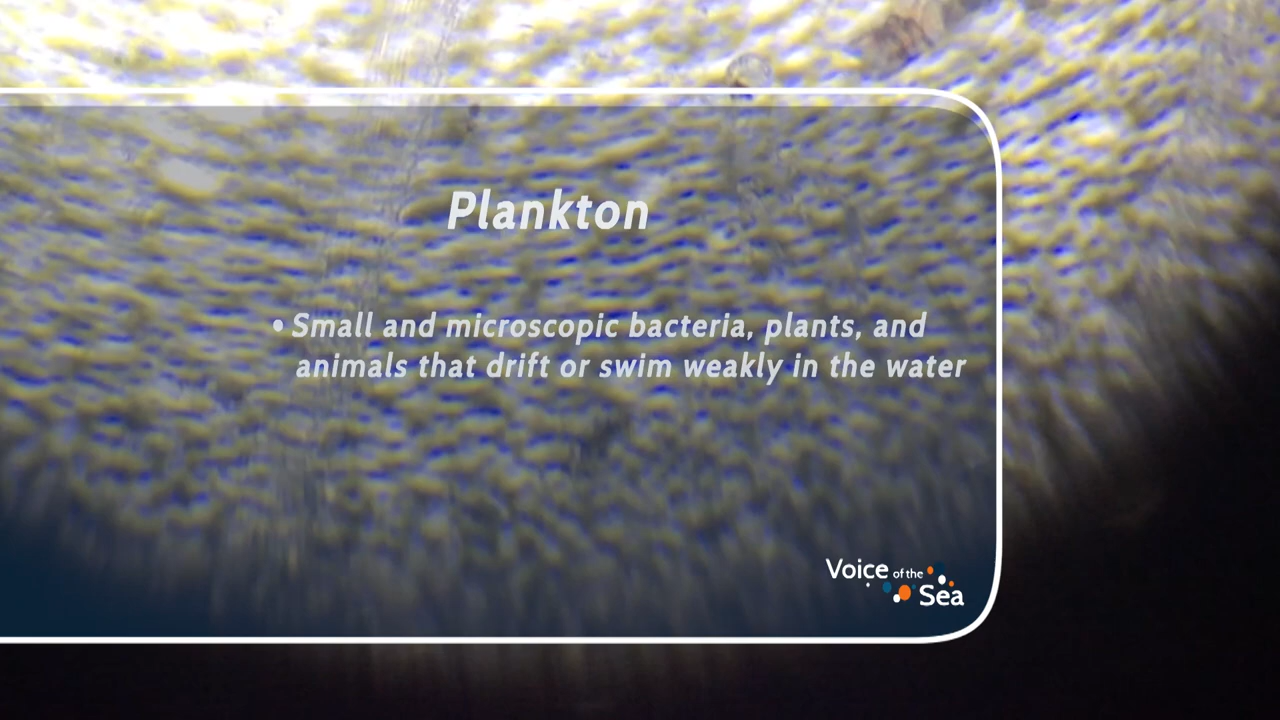 Plankton
• Small and microscopic bacteria, plants, and
animals that drift or swim weakly in the water
Voice of the
Sea